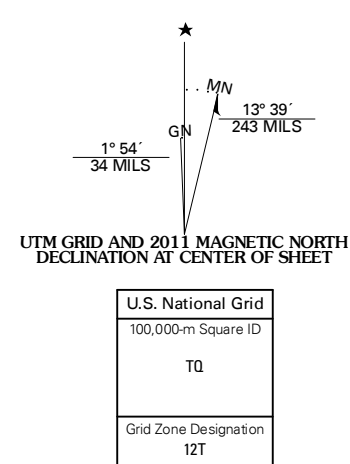 MN
13° 39´
243 MILS
GN
1° 54´
34 MILS
UTM GRID AND 2011 MAGNETIC NORTH
DECLINATION AT CENTER OF SHEET
U.S. National Grid
100,000-m Square ID
TQ
Grid Zone Designation
12T